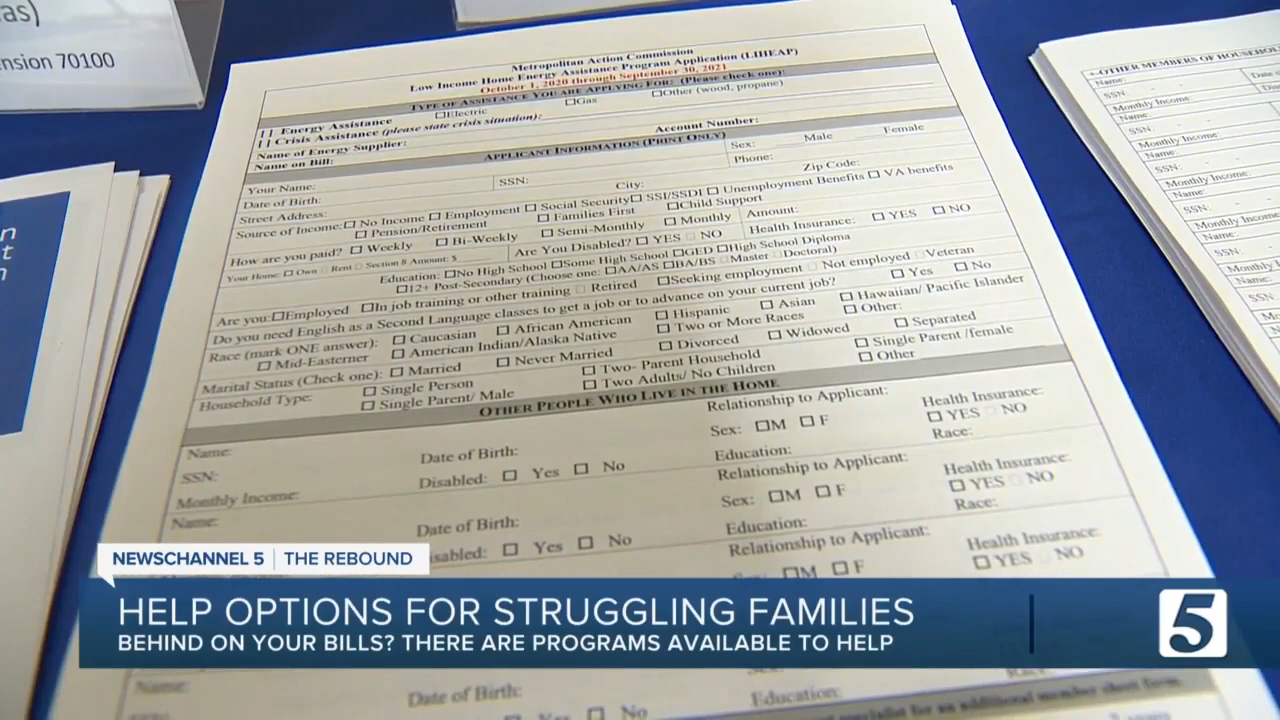 as)
nsion 70100
n
t
n
Metropolitan Action Commission
Low Income Home Energy Assistance Program Application (LIHEAP)
October 1, 2020 through September 30, 2021
TYPE OF ASSISTANCE YOU ARE APPLYING FOR: (Please check one):
[ ] Energy Assistance ☐Electric ☐Gas ☐Other (wood, propane)
[ ] Crisis Assistance (please state crisis situation):
Name of Energy Supplier: Account Number:
Name on Bill:
APPLICANT INFORMATION (PRINT ONLY)
Your Name: SSN: Sex: Male Female
Date of Birth: Phone:
Street Address: City: Zip Code:
Source of Income: ☐ No Income ☐ Employment ☐ Social Security ☐ SSI/SSDI ☐ Unemployment Benefits ☐ VA benefits
☐ Pension/Retirement ☐ Families First ☐Child Support
How are you paid? ☐ Weekly ☐ Bi-Weekly ☐ Semi-Monthly ☐ Monthly Amount:
Your Home: ☐ Own ☐ Rent ☐ Section 8 Amount: $ Are You Disabled? ☐ YES ☐ NO Health Insurance: ☐ YES ☐ NO
Education: ☐No High School ☐Some High School ☐GED ☐High School Diploma
☐12+ Post-Secondary (Choose one: ☐AA/AS ☐BA/BS ☐Master ☐Doctoral)
Are you: ☐Employed ☐In job training or other training ☐ Retired ☐Seeking employment ☐ Not employed ☐Veteran
Do you need English as a Second Language classes to get a job or to advance on your current job? ☐ Yes ☐ No
Race (mark ONE answer): ☐ Caucasian ☐ African American ☐ Hispanic ☐ Asian ☐ Hawaiian/ Pacific Islander
☐ Mid-Easterner ☐ American Indian/Alaska Native ☐ Two or More Races ☐ Other:
Marital Status (Check one): ☐ Married ☐ Never Married ☐ Divorced ☐ Widowed ☐ Separated
Household Type: ☐ Single Person ☐ Two- Parent Household ☐ Single Parent /female
☐ Single Parent/ Male ☐ Two Adults/ No Children ☐ Other
OTHER PEOPLE WHO LIVE IN THE HOME
Name: Date of Birth: Relationship to Applicant: Health Insurance:
Sex: ☐M ☐ F ☐ YES ☐ NO
SSN: Disabled: ☐ Yes ☐ No Education: Race:
Monthly Income:
Name: Date of Birth: Relationship to Applicant: Health Insurance:
Sex: ☐M ☐ F ☐ YES ☐ NO
isabled: ☐ Yes ☐ No Education: Race:
Relationship to Applicant: Health Insurance:
☐M ☐ F ☐ YES ☐ NO
Name: Date of Birth: Education:
Yes ☐ No
OTHER MEMBERS OF HOUSEHOL
Name:
SSN:
Monthly Income:
Name:
SSN:
Monthly Income:
Name:
SSN:
Monthly Income:
Name:
SSN:
Monthly Income:
Name:
SSN:
NEWSCHANNEL 5 | THE REBOUND
HELP OPTIONS FOR STRUGGLING FAMILIES
BEHIND ON YOUR BILLS? THERE ARE PROGRAMS AVAILABLE TO HELP
5